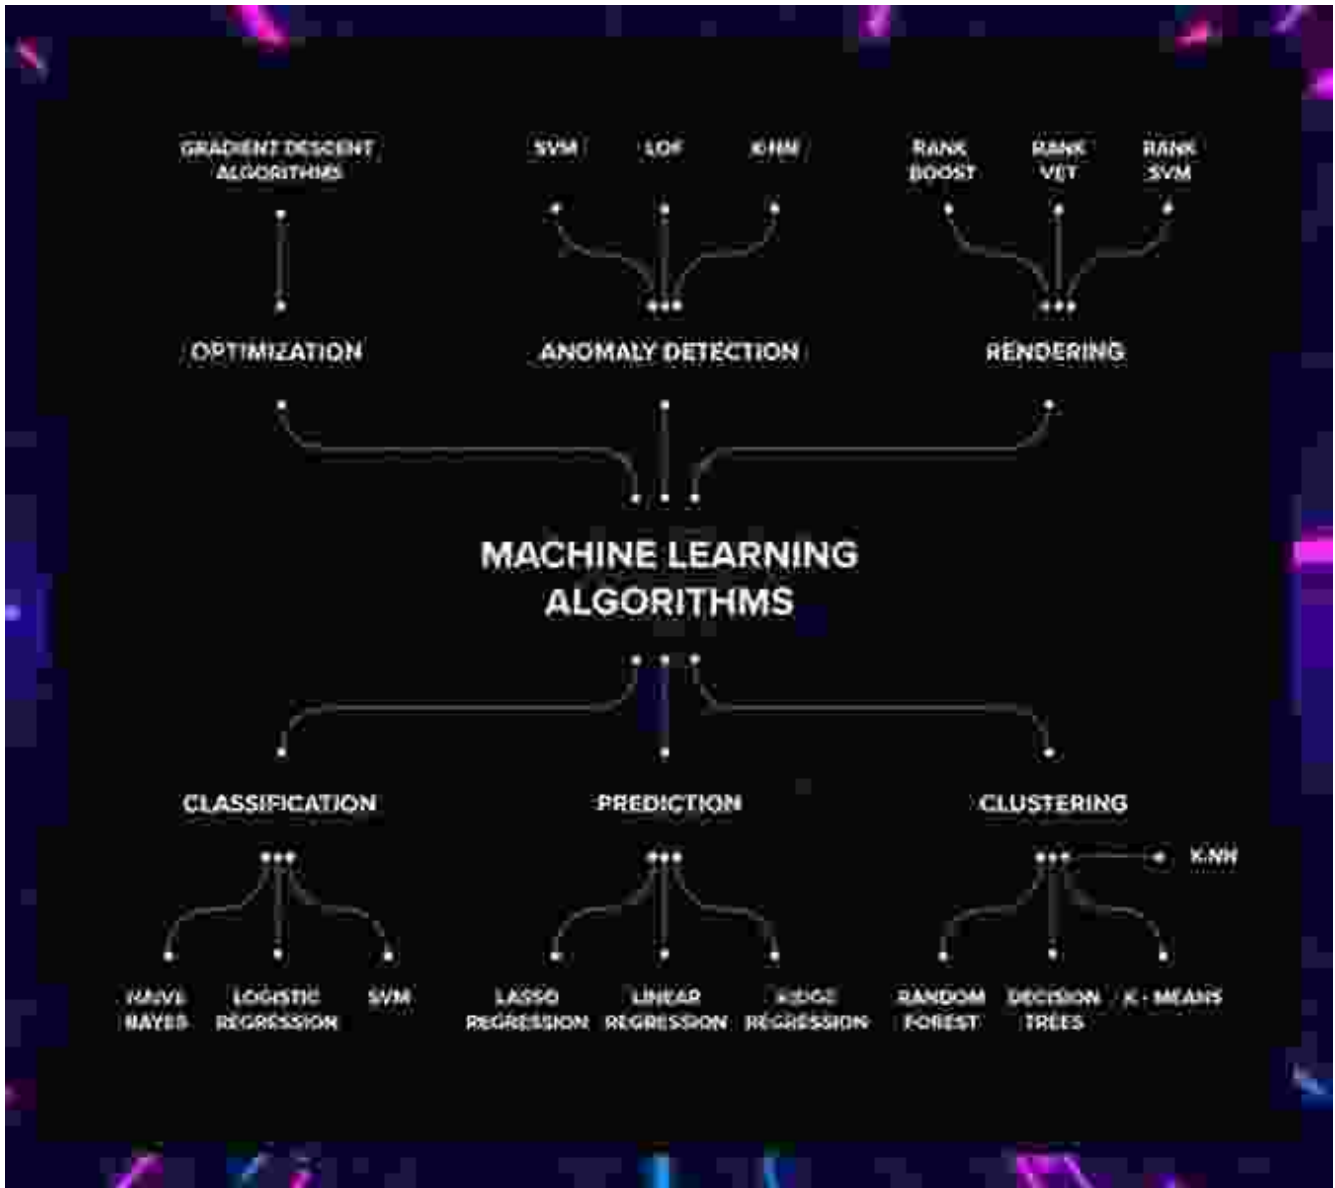 GRADIENT DESCENT
ALGORITHMS
SVM
LOF
K-NN
RANK
BOOST
RANK
VET
RANK
SVM
OPTIMIZATION
ANOMALY DETECTION
RENDERING
MACHINE LEARNING
ALGORITHMS
CLASSIFICATION
PREDICTION
CLUSTERING
K-NN
NAIVE
BAYES
LOGISTIC
REGRESSION
SVM
LASSO
REGRESSION
LINEAR
REGRESSION
RIDGE
REGRESSION
RANDOM
FOREST
DECISION
TREES
K - MEANS